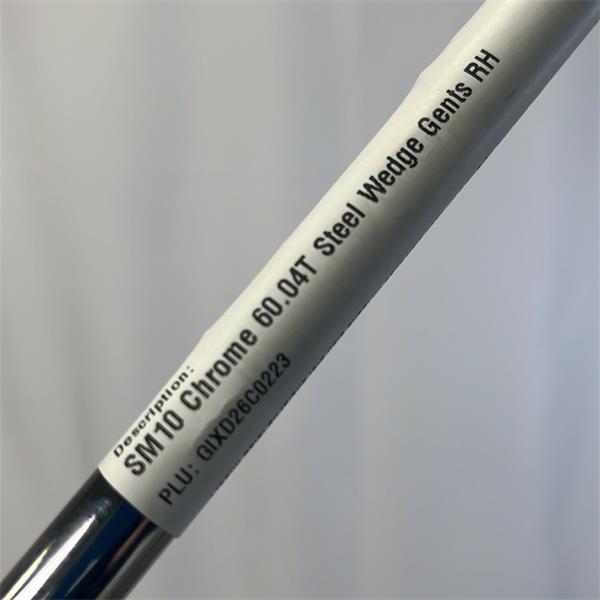 Description:
SM10 Chrome 60.04T Steel Wedge Gents RH
PLU: GIXD26C0223